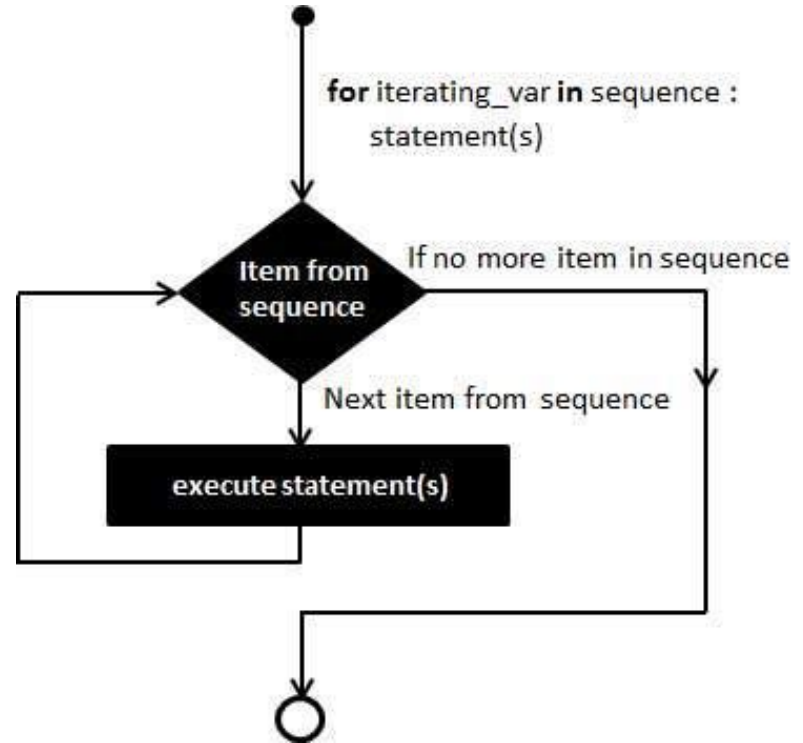 for iterating_var in sequence :
statement(s)
If no more item in sequence
Item from
sequence
Next item from sequence
execute statement(s)